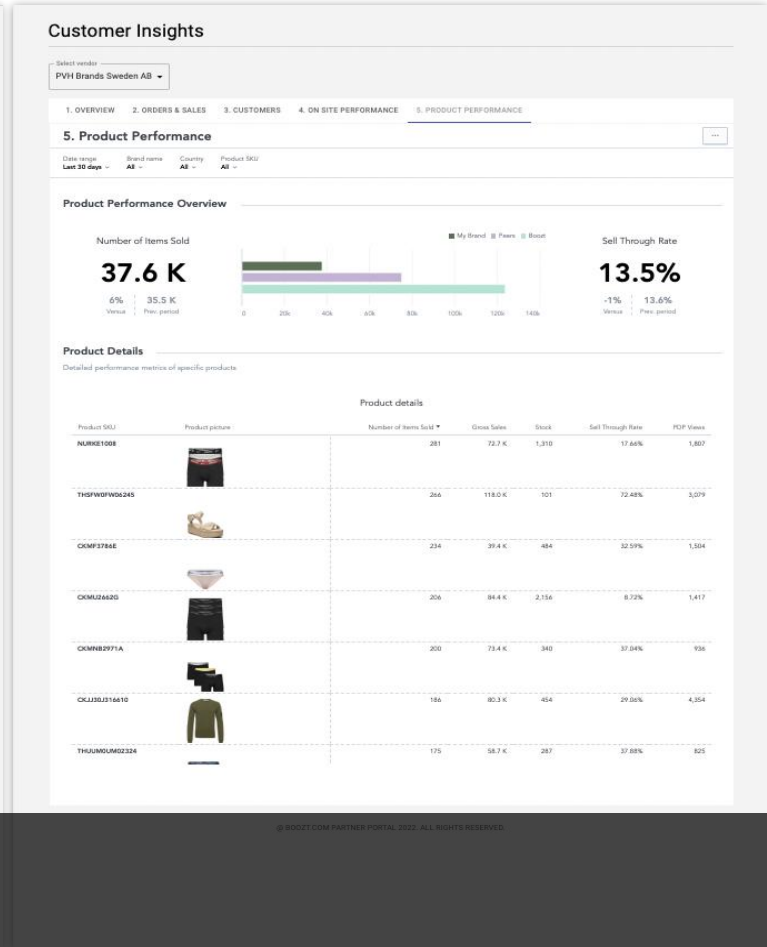 Customer Insights
Select vendor
PVH Brands Sweden AB
1. OVERVIEW 2. ORDERS & SALES 3. CUSTOMERS 4. ON SITE PERFORMANCE 5. PRODUCT PERFORMANCE
5. Product Performance
...
Date range Brand name Country Product SKU
Last 30 days All All All
Product Performance Overview
My Brand Peers Boozt
Number of Items Sold Sell Through Rate
37.6 K 13.5%
6% 35.5 K -1% 13.6%
Versus Prev. period Versus Prev. period
0 20k 40k 60k 80k 100k 120k 140k
Product Details
Detailed performance metrics of specific products
Product details
Product SKU Product picture Number of Items Sold Gross Sales Stock Sell Through Rate PDP Views
NURKE1008 281 72.7 K 1,310 17.66% 1,807
THSFW0FW06245 266 118.0 K 101 72.48% 3,079
CKMF3786E 234 39.4 K 484 32.59% 1,504
CKMU2662G 206 84.4 K 2,156 8.72% 1,417
CKMNB2971A 200 73.4 K 340 37.04% 936
CKJJ30J316610 186 80.3 K 454 29.06% 4,354
THUUM0UM02324 175 58.7 K 287 37.88% 825
@ BOOZT.COM PARTNER PORTAL 2022. ALL RIGHTS RESERVED